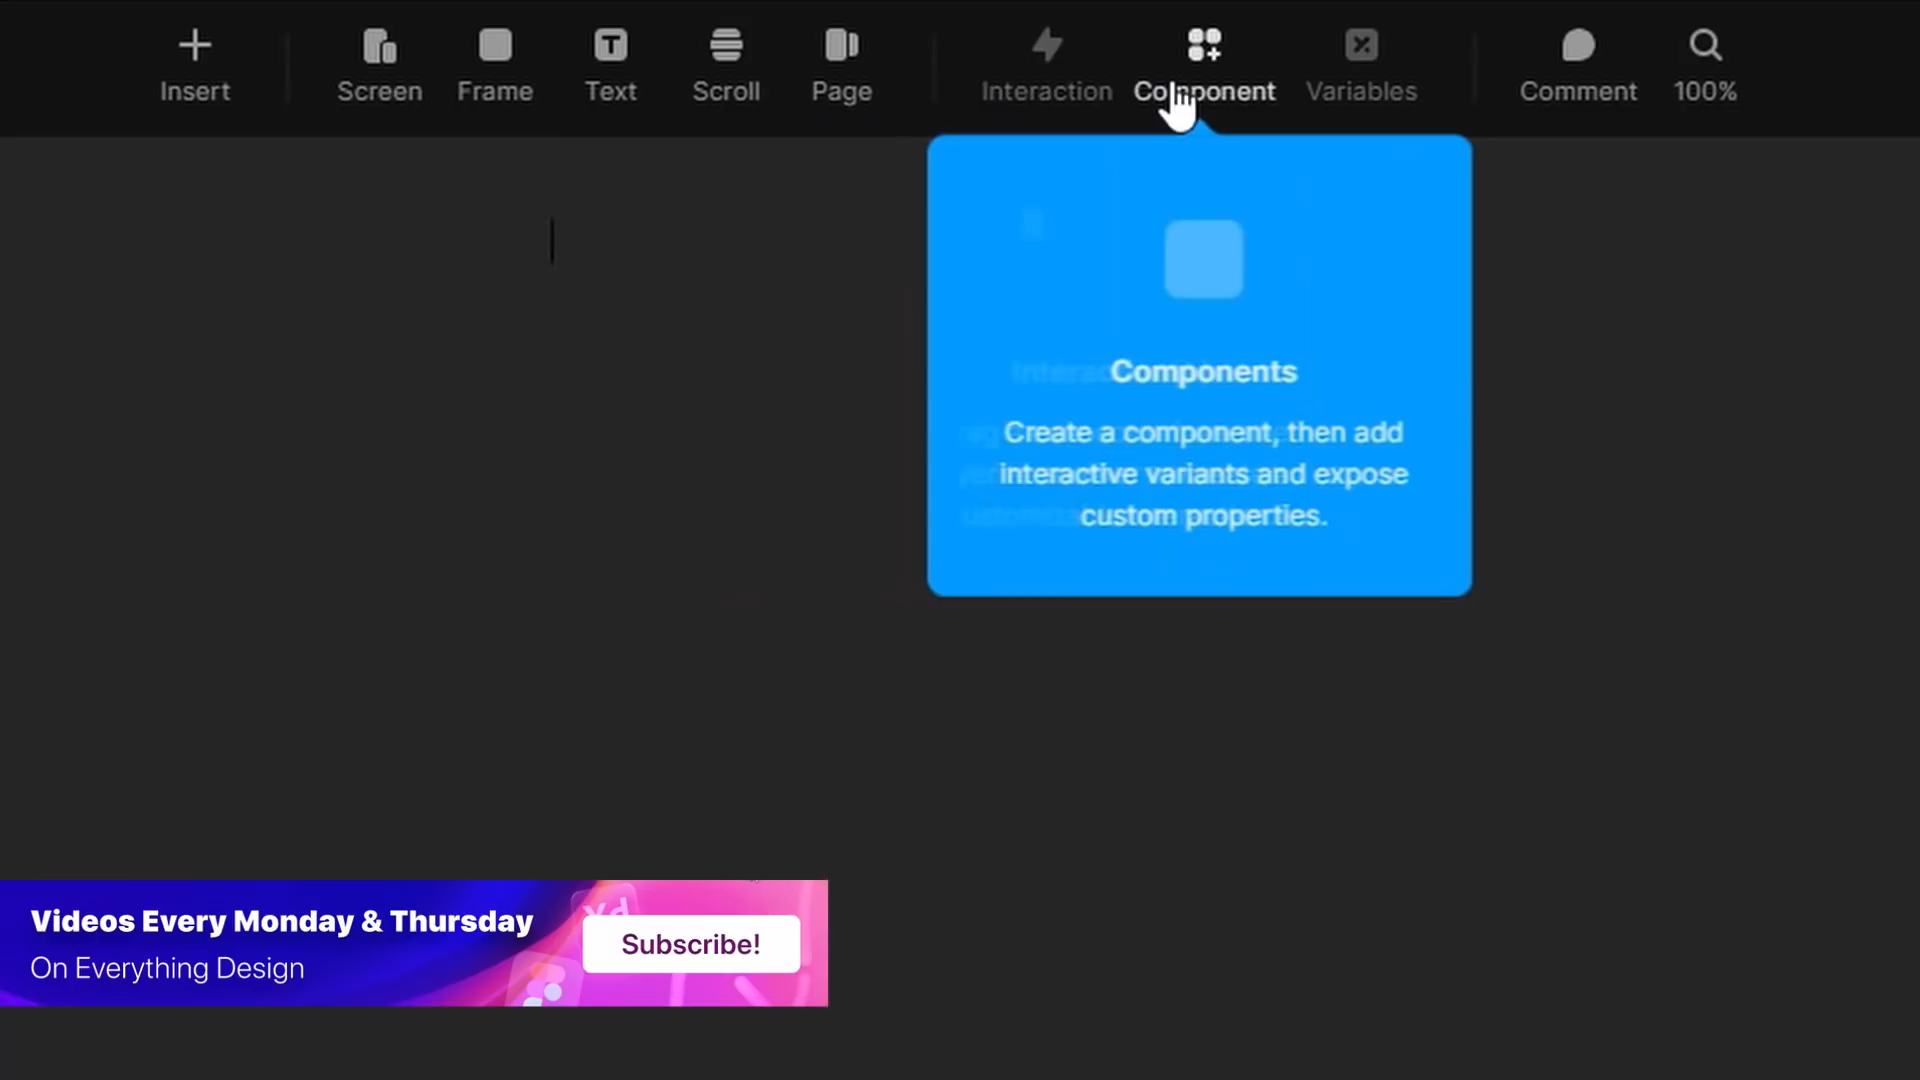 Insert
Screen
Frame
Text
Scroll
Page
Interaction
Component
Variables
Comment
100%
Components
Create a component, then add
interactive variants and expose
custom properties.
Videos Every Monday & Thursday
On Everything Design
Xd
Subscribe!